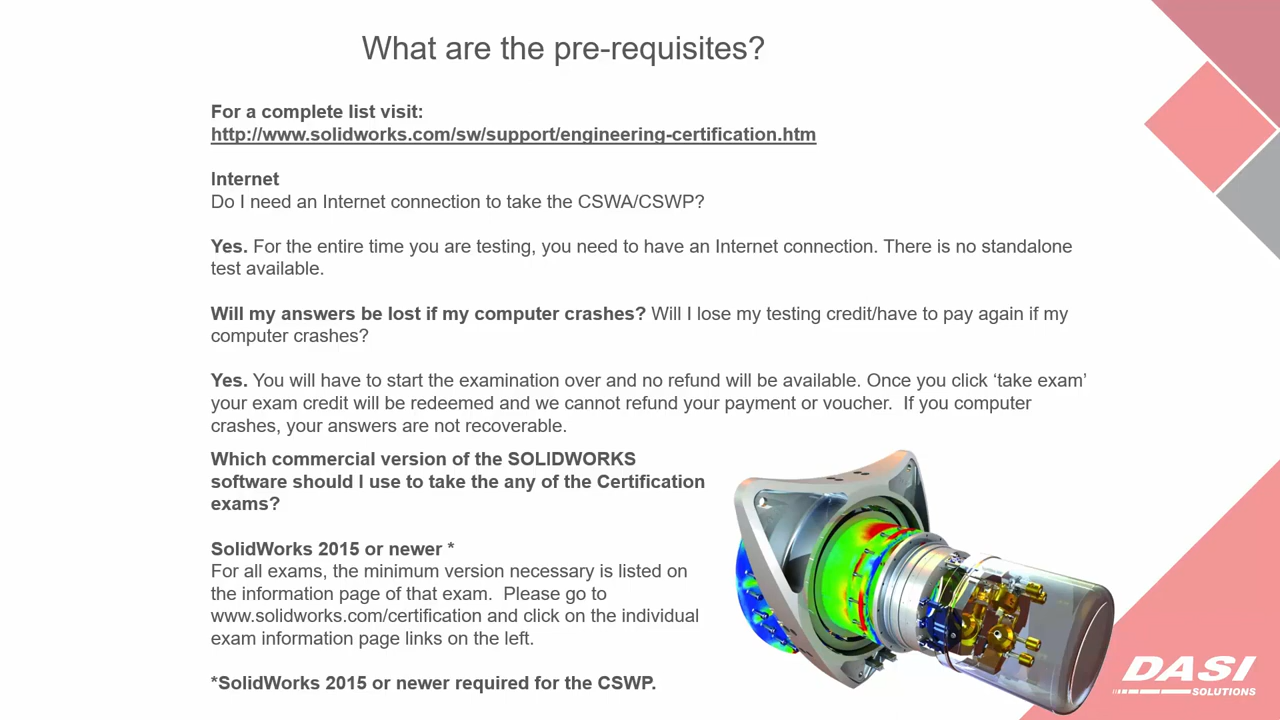 What are the pre-requisites?
For a complete list visit:
http://www.solidworks.com/sw/support/engineering-certification.htm
Internet
Do I need an Internet connection to take the CSWA/CSWP?
Yes. For the entire time you are testing, you need to have an Internet connection. There is no standalone
test available.
Will my answers be lost if my computer crashes? Will I lose my testing credit/have to pay again if my
computer crashes?
Yes. You will have to start the examination over and no refund will be available. Once you click ‘take exam’
your exam credit will be redeemed and we cannot refund your payment or voucher.  If you computer
crashes, your answers are not recoverable.
Which commercial version of the SOLIDWORKS
software should I use to take the any of the Certification
exams?
SolidWorks 2015 or newer *
For all exams, the minimum version necessary is listed on
the information page of that exam.  Please go to
www.solidworks.com/certification and click on the individual
exam information page links on the left.
*SolidWorks 2015 or newer required for the CSWP.
DASI
SOLUTIONS